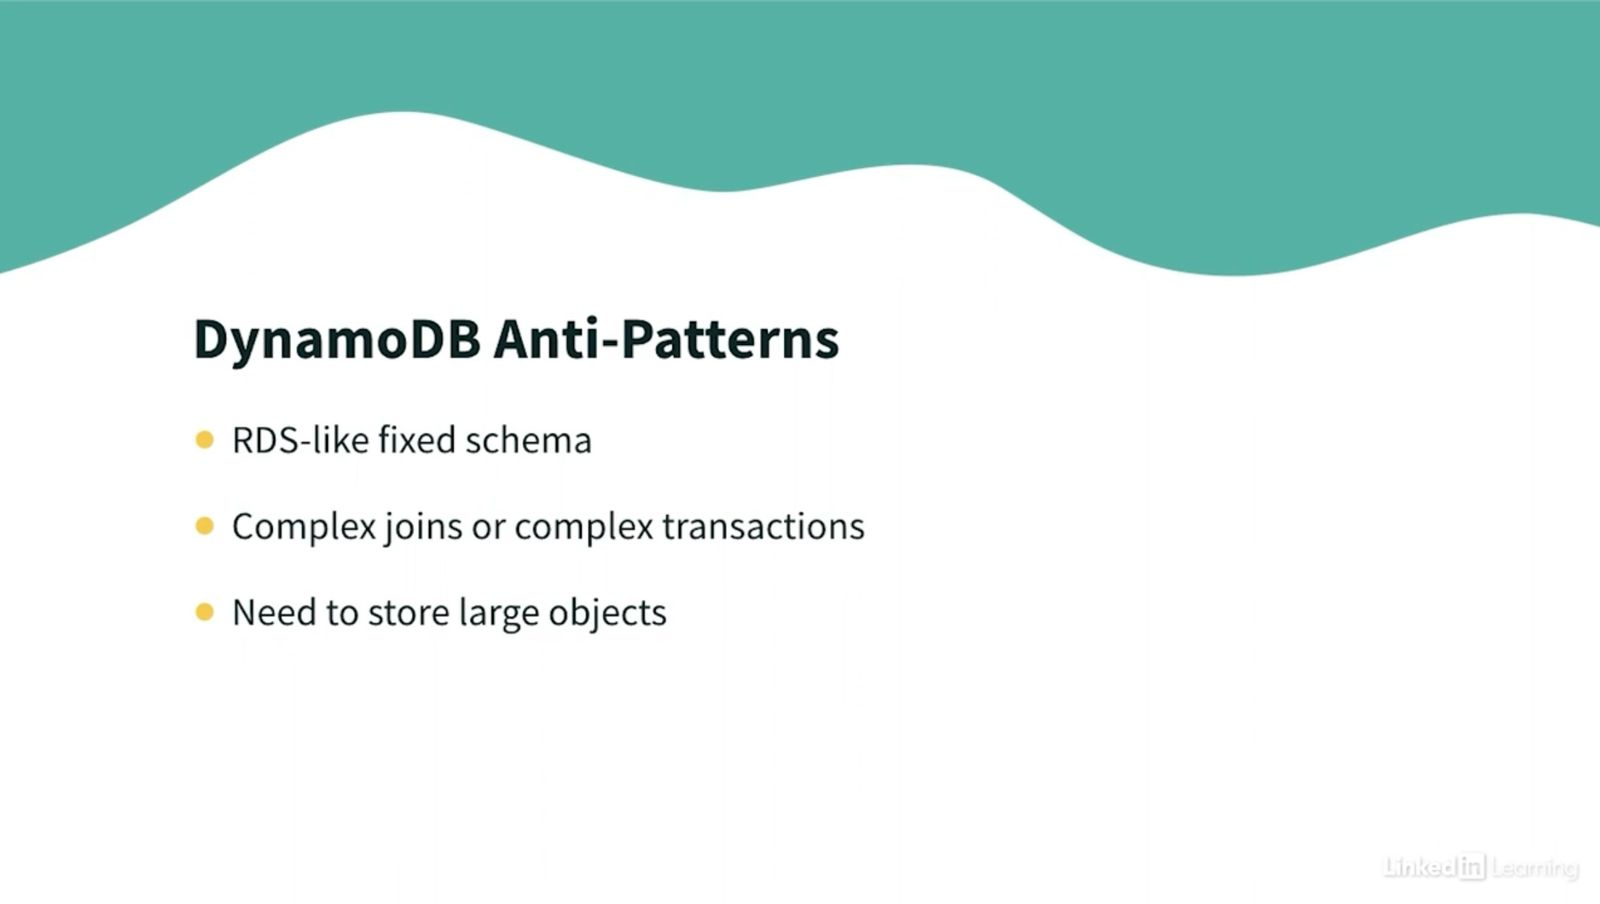 DynamoDB Anti-Patterns
RDS-like fixed schema
Complex joins or complex transactions
Need to store large objects
LinkedIn Learning